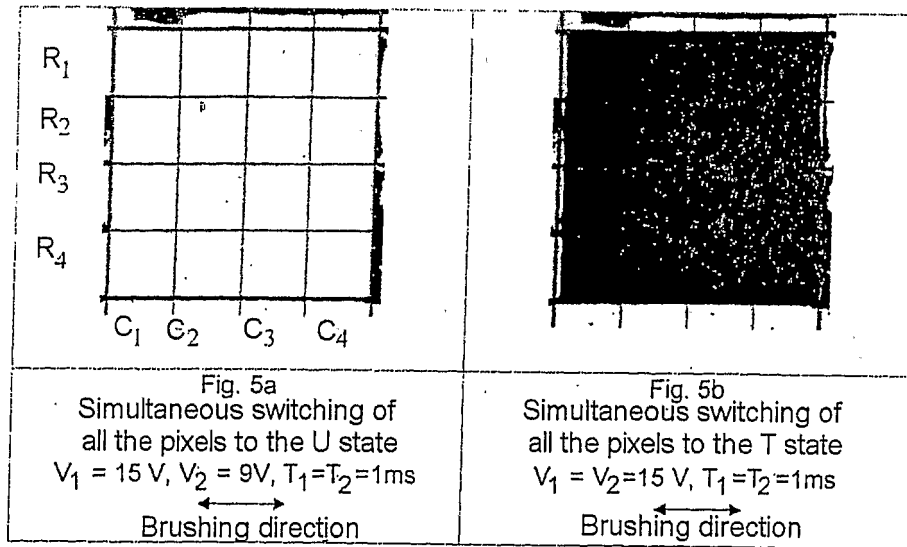 R1
R2
R3
R4
C1 C2 C3 C4
Fig. 5a
Simultaneous switching of
all the pixels to the U state
V1 = 15 V, V2 = 9V, T1=T2=1ms
Brushing direction
Fig. 5b
Simultaneous switching of
all the pixels to the T state
V1 = V2=15 V, T1=T2=1ms
Brushing direction